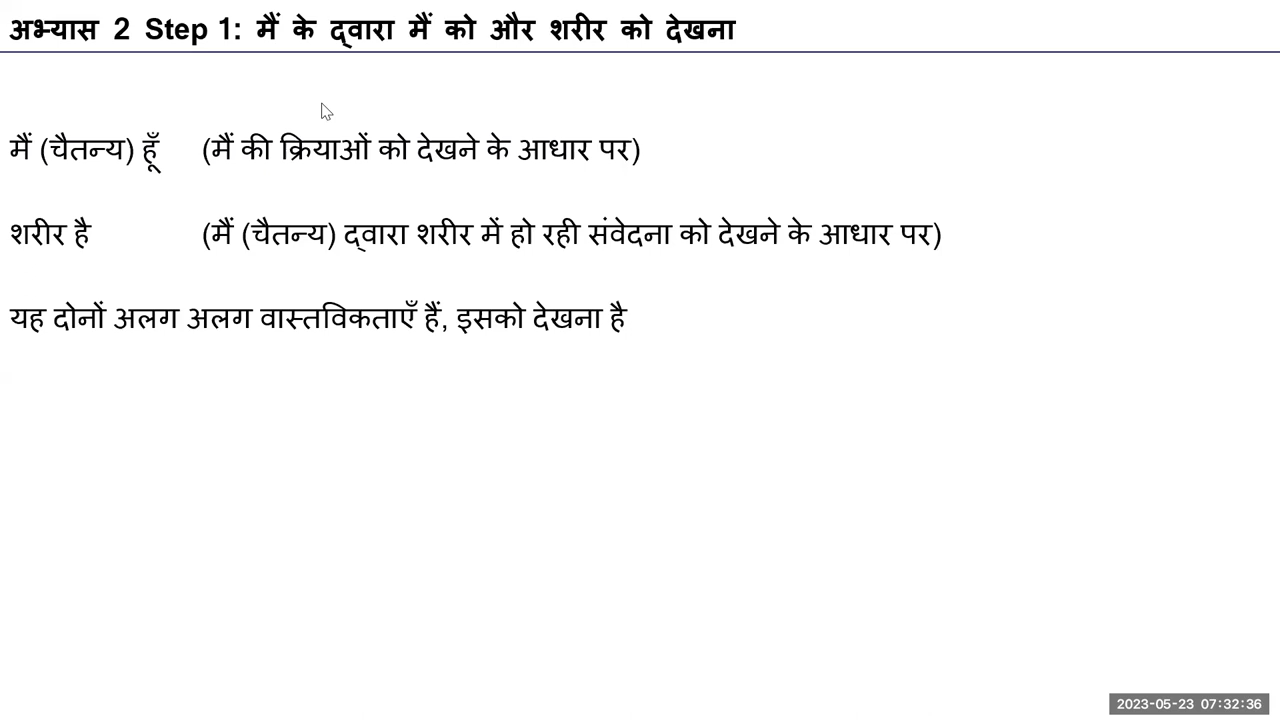 अभ्यास 2 Step 1: मैं के द्वारा मैं को और शरीर को देखना
मैं (चैतन्य) हूँ (मैं की क्रियाओं को देखने के आधार पर)
शरीर है (मैं (चैतन्य) द्वारा शरीर में हो रही संवेदना को देखने के आधार पर)
यह दोनों अलग अलग वास्तविकताएँ हैं, इसको देखना है
2023-05-23 07:32:36